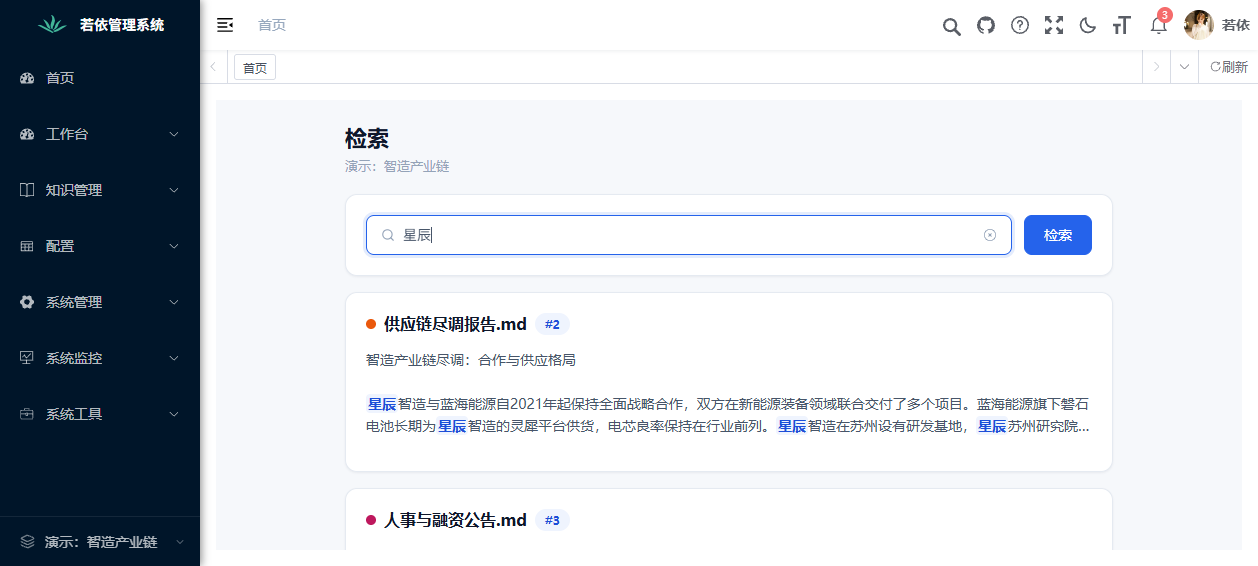 若依管理系统
首页
3
若依
首页
工作台
知识管理
配置
系统管理
系统监控
系统工具
演示：智造产业链
首页
刷新
检索
演示：智造产业链
星辰
检索
供应链尽调报告.md #2
智造产业链尽调：合作与供应格局
星辰智造与蓝海能源自2021年起保持全面战略合作，双方在新能源装备领域联合交付了多个项目。蓝海能源旗下磐石
电池长期为星辰智造的灵犀平台供货，电芯良率保持在行业前列。星辰智造在苏州设有研发基地，星辰苏州研究院...
人事与融资公告.md #3